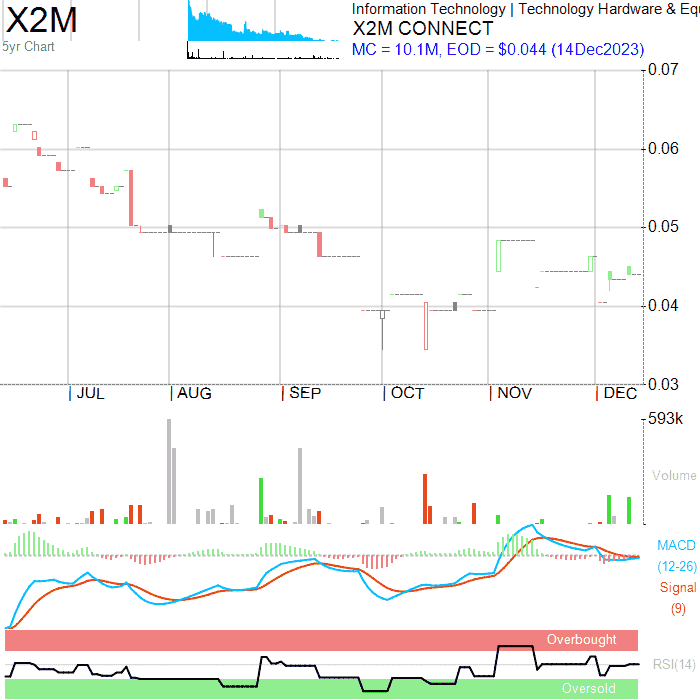 X2M
5yr Chart
Information Technology | Technology Hardware & Equ
X2M CONNECT
MC = 10.1M, EOD = $0.044 (14Dec2023)
0.07
0.06
0.05
0.04
0.03
JUL
AUG
SEP
OCT
NOV
DEC
593k
Volume
MACD
(12-26)
Signal
(9)
Overbought
RSI(14)
Oversold